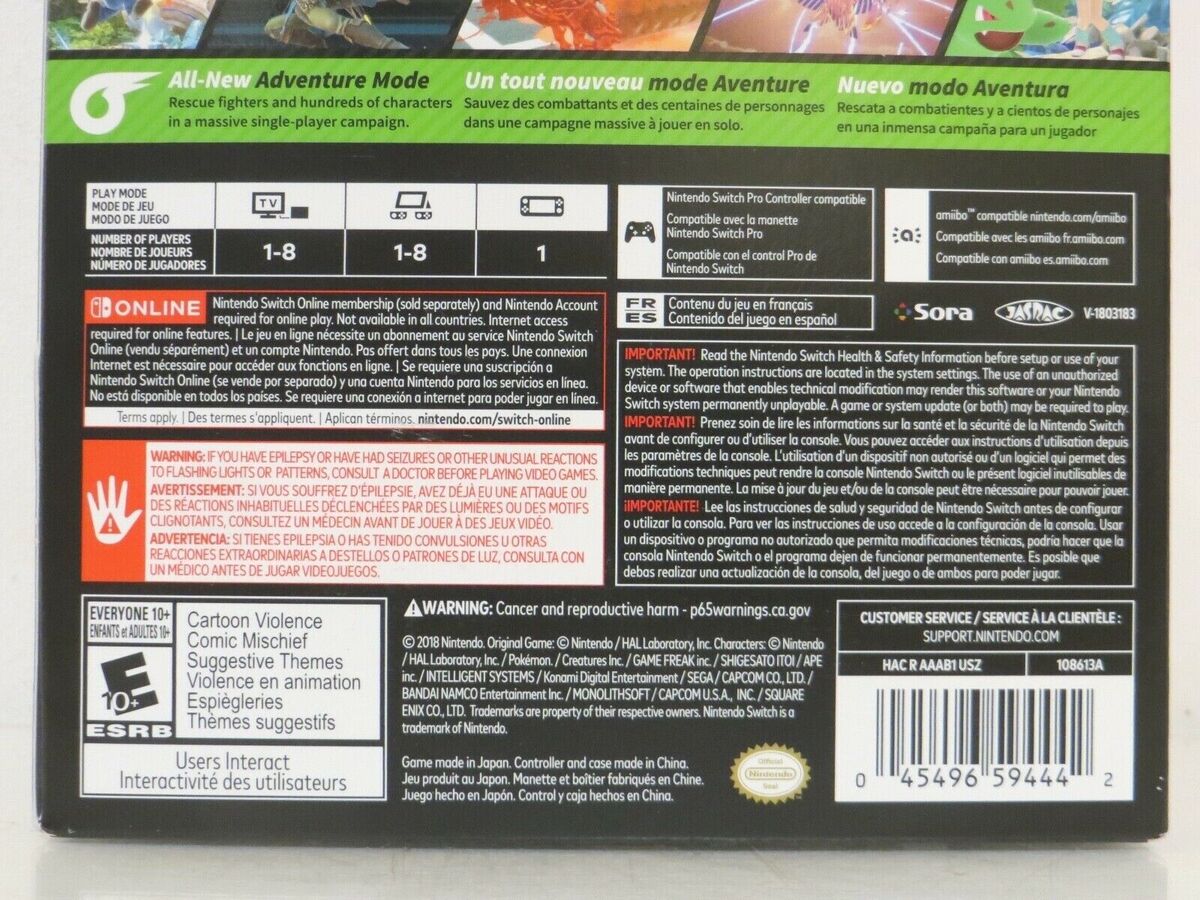 All-New Adventure Mode
Rescue fighters and hundreds of characters
in a massive single-player campaign.
Un tout nouveau mode Aventure
Sauvez des combattants et des centaines de personnages
dans une campagne massive à jouer en solo.
Nuevo modo Aventura
Rescata a combatientes y a cientos de personajes
en una inmensa campaña para un jugador
PLAY MODE
MODE DE JEU
MODO DE JUEGO
TV
NUMBER OF PLAYERS
NOMBRE DE JOUEURS
NÚMERO DE JUGADORES
1-8
1-8
1
Nintendo Switch Pro Controller compatible
Compatible avec la manette
Nintendo Switch Pro
Compatible con el control Pro de
Nintendo Switch
amiibo™ compatible nintendo.com/amiibo
Compatible avec les amiibo fr.amiibo.com
Compatible con amiibo es.amiibo.com
ONLINE Nintendo Switch Online membership (sold separately) and Nintendo Account
required for online play. Not available in all countries. Internet access
required for online features. | Le jeu en ligne nécessite un abonnement au service Nintendo Switch
Online (vendu séparément) et un compte Nintendo. Pas offert dans tous les pays. Une connexion
Internet est nécessaire pour accéder aux fonctions en ligne. | Se requiere una suscripción a
Nintendo Switch Online (se vende por separado) y una cuenta Nintendo para los servicios en línea.
No está disponible en todos los países. Se requiere una conexión a internet para poder jugar en línea.
Terms apply. | Des termes s'appliquent. | Aplican términos. nintendo.com/switch-online
FR
ES
Contenu du jeu en français
Contenido del juego en español
Sora
JASRAC
V-1803183
IMPORTANT! Read the Nintendo Switch Health & Safety Information before setup or use of your
system. The operation instructions are located in the system settings. The use of an unauthorized
device or software that enables technical modification may render this software or your Nintendo
Switch system permanently unplayable. A game or system update (or both) may be required to play.
IMPORTANT! Prenez soin de lire les informations sur la santé et la sécurité de la Nintendo Switch
avant de configurer ou d'utiliser la console. Vous pouvez accéder aux instructions d'utilisation depuis
les paramètres de la console. L'utilisation d'un dispositif non autorisé ou d'un logiciel qui permet des
modifications techniques peut rendre la console Nintendo Switch ou le présent logiciel inutilisables de
manière permanente. La mise à jour du jeu et/ou de la console peut être nécessaire pour pouvoir jouer.
¡IMPORTANTE! Lee las instrucciones de salud y seguridad de Nintendo Switch antes de configurar
o utilizar la consola. Para ver las instrucciones de uso accede a la configuración de la consola. Usar
un dispositivo o programa no autorizado que permita modificaciones técnicas, podría hacer que la
consola Nintendo Switch o el programa dejen de funcionar permanentemente. Es posible que
debas realizar una actualización de la consola, del juego o de ambos para poder jugar.
WARNING: IF YOU HAVE EPILEPSY OR HAVE HAD SEIZURES OR OTHER UNUSUAL REACTIONS
TO FLASHING LIGHTS OR PATTERNS, CONSULT A DOCTOR BEFORE PLAYING VIDEO GAMES.
AVERTISSEMENT: SI VOUS SOUFFREZ D'ÉPILEPSIE, AVEZ DÉJÀ EU UNE ATTAQUE OU
DES RÉACTIONS INHABITUELLES DÉCLENCHÉES PAR DES LUMIÈRES OU DES MOTIFS
CLIGNOTANTS, CONSULTEZ UN MÉDECIN AVANT DE JOUER À DES JEUX VIDÉO.
ADVERTENCIA: SI TIENES EPILEPSIA O HAS TENIDO CONVULSIONES U OTRAS
REACCIONES EXTRAORDINARIAS A DESTELLOS O PATRONES DE LUZ, CONSULTA CON
UN MÉDICO ANTES DE JUGAR VIDEOJUEGOS.
EVERYONE 10+
ENFANTS et ADULTES 10+
E
10+
ESRB
Cartoon Violence
Comic Mischief
Suggestive Themes
Violence en animation
Espiègleries
Thèmes suggestifs
Users Interact
Interactivité des utilisateurs
WARNING: Cancer and reproductive harm - p65warnings.ca.gov
© 2018 Nintendo. Original Game: © Nintendo / HAL Laboratory, Inc. Characters: © Nintendo
/ HAL Laboratory, Inc. / Pokémon. / Creatures Inc. / GAME FREAK inc. / SHIGESATO ITOI / APE
inc. / INTELLIGENT SYSTEMS / Konami Digital Entertainment / SEGA / CAPCOM CO., LTD. /
BANDAI NAMCO Entertainment Inc. / MONOLITHSOFT / CAPCOM U.S.A., INC. / SQUARE
ENIX CO., LTD. Trademarks are property of their respective owners. Nintendo Switch is a
trademark of Nintendo.
Game made in Japan. Controller and case made in China.
Jeu produit au Japon. Manette et boîtier fabriqués en Chine.
Juego hecho en Japón. Control y caja hechos en China.
Official
Nintendo
Seal
CUSTOMER SERVICE / SERVICE À LA CLIENTÈLE :
SUPPORT.NINTENDO.COM
HAC R AAAB1 USZ
108613A
0 45496 59444 2